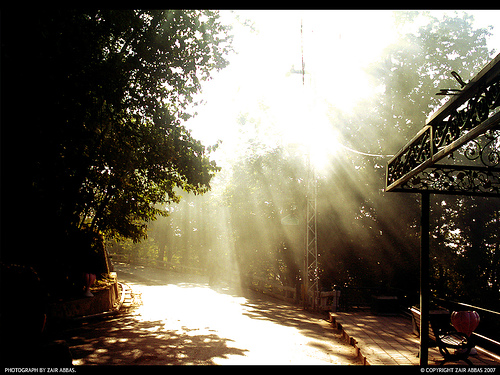 PHOTOGRAPH BY ZAIR ABBAS.
© COPYRIGHT ZAIR ABBAS 2007